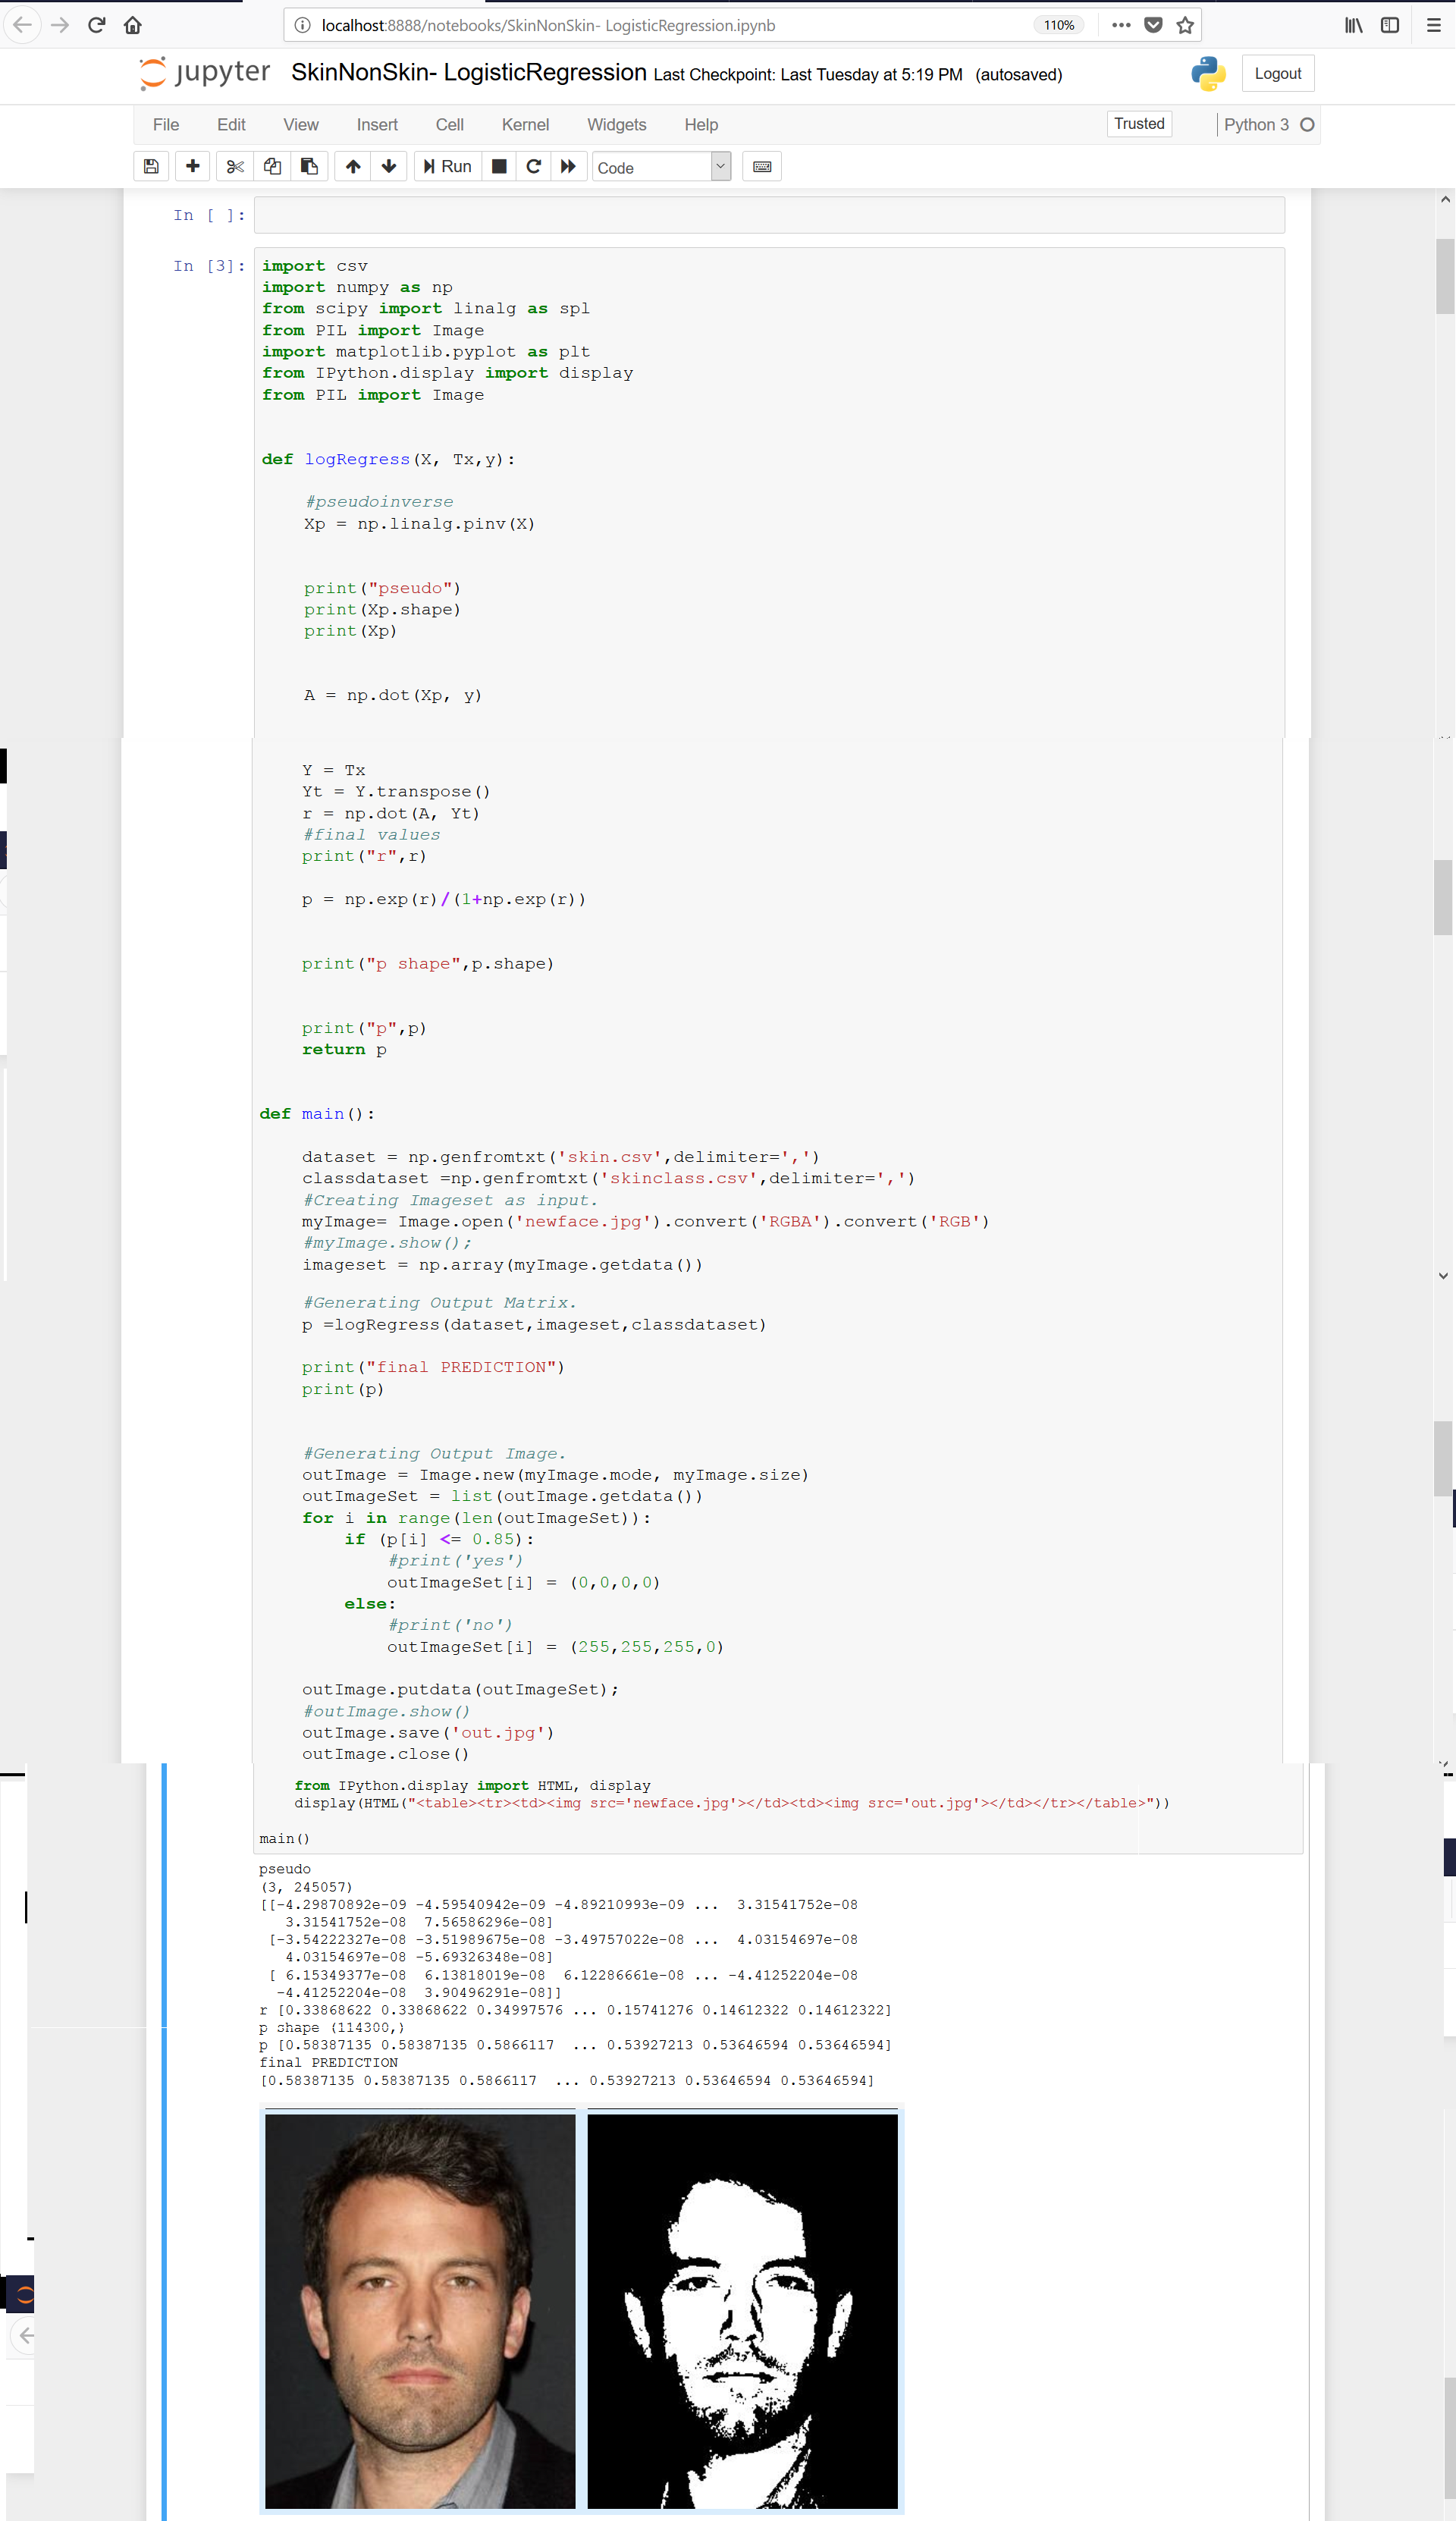 localhost:8888/notebooks/SkinNonSkin- LogisticRegression.ipynb 110%
jupyter SkinNonSkin- LogisticRegression Last Checkpoint: Last Tuesday at 5:19 PM (autosaved) Logout
File Edit View Insert Cell Kernel Widgets Help Trusted Python 3
Run Code
In [ ]:
In [3]: import csv
import numpy as np
from scipy import linalg as spl
from PIL import Image
import matplotlib.pyplot as plt
from IPython.display import display
from PIL import Image
def logRegress(X, Tx,y):
#pseudoinverse
Xp = np.linalg.pinv(X)
print("pseudo")
print(Xp.shape)
print(Xp)
A = np.dot(Xp, y)
Y = Tx
Yt = Y.transpose()
r = np.dot(A, Yt)
#final values
print("r",r)
p = np.exp(r)/(1+np.exp(r))
print("p shape",p.shape)
print("p",p)
return p
def main():
dataset = np.genfromtxt('skin.csv',delimiter=',')
classdataset =np.genfromtxt('skinclass.csv',delimiter=',')
#Creating Imageset as input.
myImage= Image.open('newface.jpg').convert('RGBA').convert('RGB')
#myImage.show();
imageset = np.array(myImage.getdata())
#Generating Output Matrix.
p =logRegress(dataset,imageset,classdataset)
print("final PREDICTION")
print(p)
#Generating Output Image.
outImage = Image.new(myImage.mode, myImage.size)
outImageSet = list(outImage.getdata())
for i in range(len(outImageSet)):
if (p[i] <= 0.85):
#print('yes')
outImageSet[i] = (0,0,0,0)
else:
#print('no')
outImageSet[i] = (255,255,255,0)
outImage.putdata(outImageSet);
#outImage.show()
outImage.save('out.jpg')
outImage.close()
from IPython.display import HTML, display
display(HTML("<table><tr><td><img src='newface.jpg'></td><td><img src='out.jpg'></td></tr></table>"))
main()
pseudo
(3, 245057)
[[-4.29870892e-09 -4.59540942e-09 -4.89210993e-09 ... 3.31541752e-08
3.31541752e-08 7.56586296e-08]
[-3.54222327e-08 -3.51989675e-08 -3.49757022e-08 ... 4.03154697e-08
4.03154697e-08 -5.69326348e-08]
[ 6.15349377e-08 6.13818019e-08 6.12286661e-08 ... -4.41252204e-08
-4.41252204e-08 3.90496291e-08]]
r [0.33868622 0.33868622 0.34997576 ... 0.15741276 0.14612322 0.14612322]
p shape (114300,)
p [0.58387135 0.58387135 0.5866117 ... 0.53927213 0.53646594 0.53646594]
final PREDICTION
[0.58387135 0.58387135 0.5866117 ... 0.53927213 0.53646594 0.53646594]